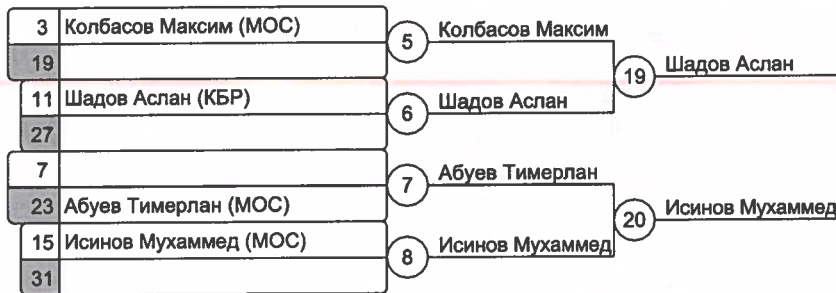 3 Колбасов Максим (МОС)
19
5 Колбасов Максим
11 Шадов Аслан (КБР)
27
6 Шадов Аслан
19 Шадов Аслан
7
23 Абуев Тимерлан (МОС)
7 Абуев Тимерлан
15 Исинов Мухаммед (МОС)
31
8 Исинов Мухаммед
20 Исинов Мухаммед